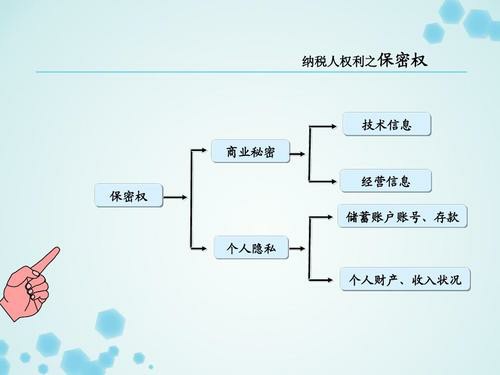 纳税人权利之保密权
技术信息
商业秘密
经营信息
保密权
储蓄账户账号、存款
个人隐私
个人财产、收入状况